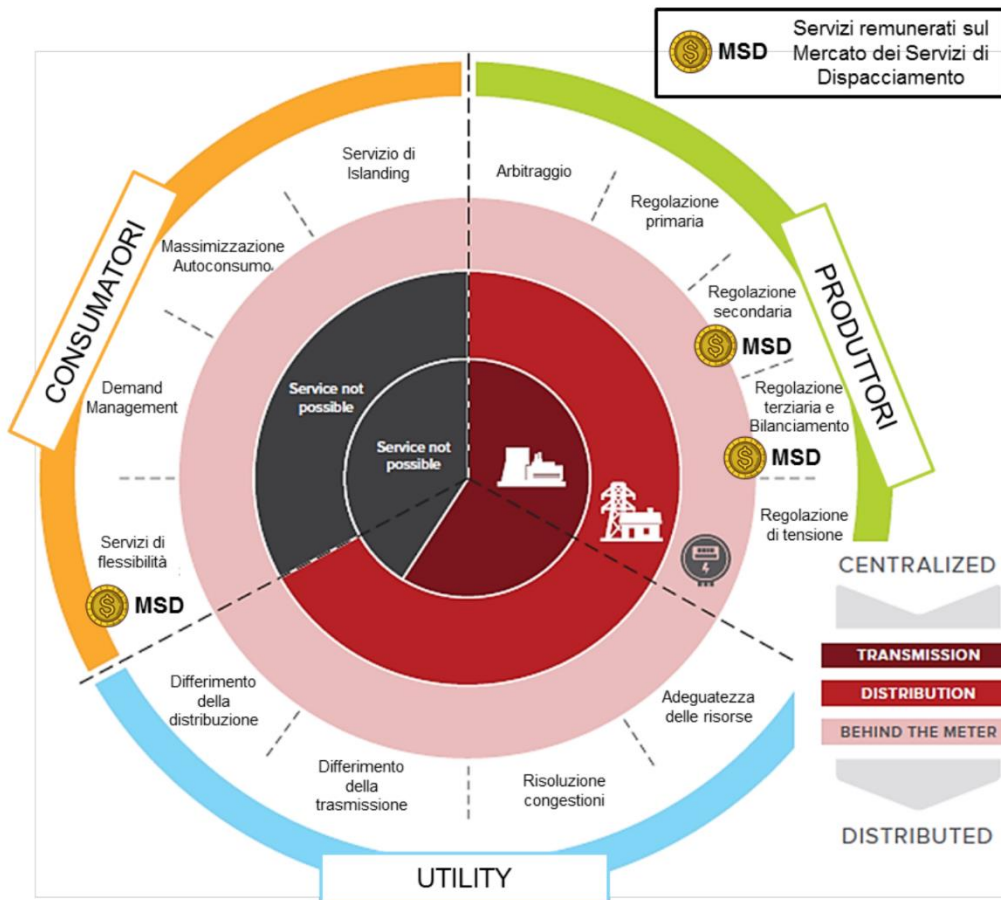 MSD
Servizi remunerati sul
Mercato dei Servizi di
Dispacciamento
CONSUMATORI
PRODUTTORI
UTILITY
Servizio di
Islanding
Arbitraggio
Regolazione
primaria
Massimizzazione
Autoconsumo
Regolazione
secondaria
MSD
Demand
Management
Service not
possible
Service not
possible
Regolazione
terziaria e
Bilanciamento
MSD
Regolazione
di tensione
Servizi di
flessibilità
:
MSD
Differimento
della
distribuzione
Differimento
della
trasmissione
Risoluzione
congestioni
Adeguatezza
delle risorse
CENTRALIZED
TRANSMISSION
DISTRIBUTION
BEHIND THE METER
DISTRIBUTED